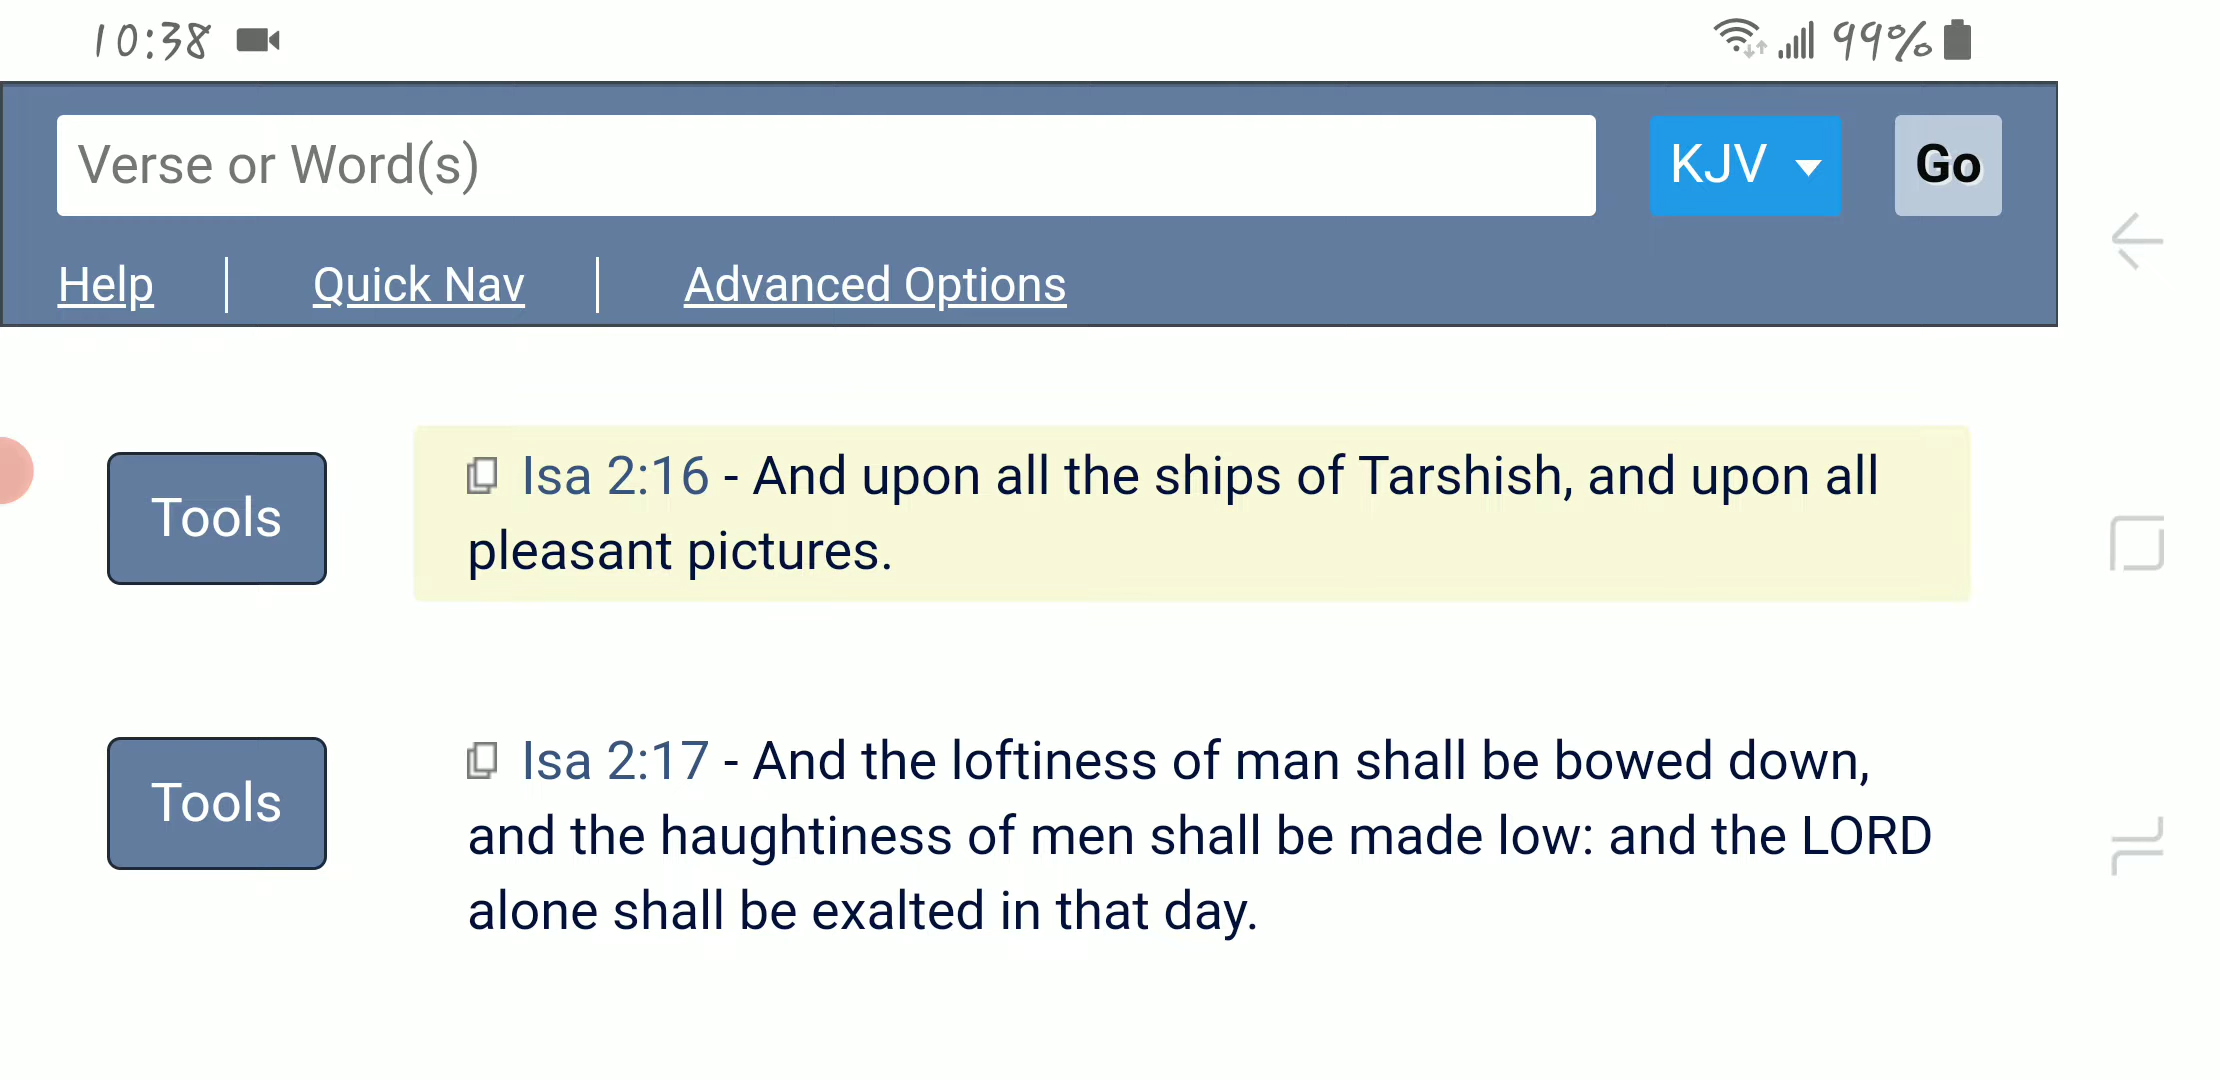 10:38 99%
Verse or Word(s) KJV Go
Help Quick Nav Advanced Options
Tools
Isa 2:16 - And upon all the ships of Tarshish, and upon all
pleasant pictures.
Tools
Isa 2:17 - And the loftiness of man shall be bowed down,
and the haughtiness of men shall be made low: and the LORD
alone shall be exalted in that day.